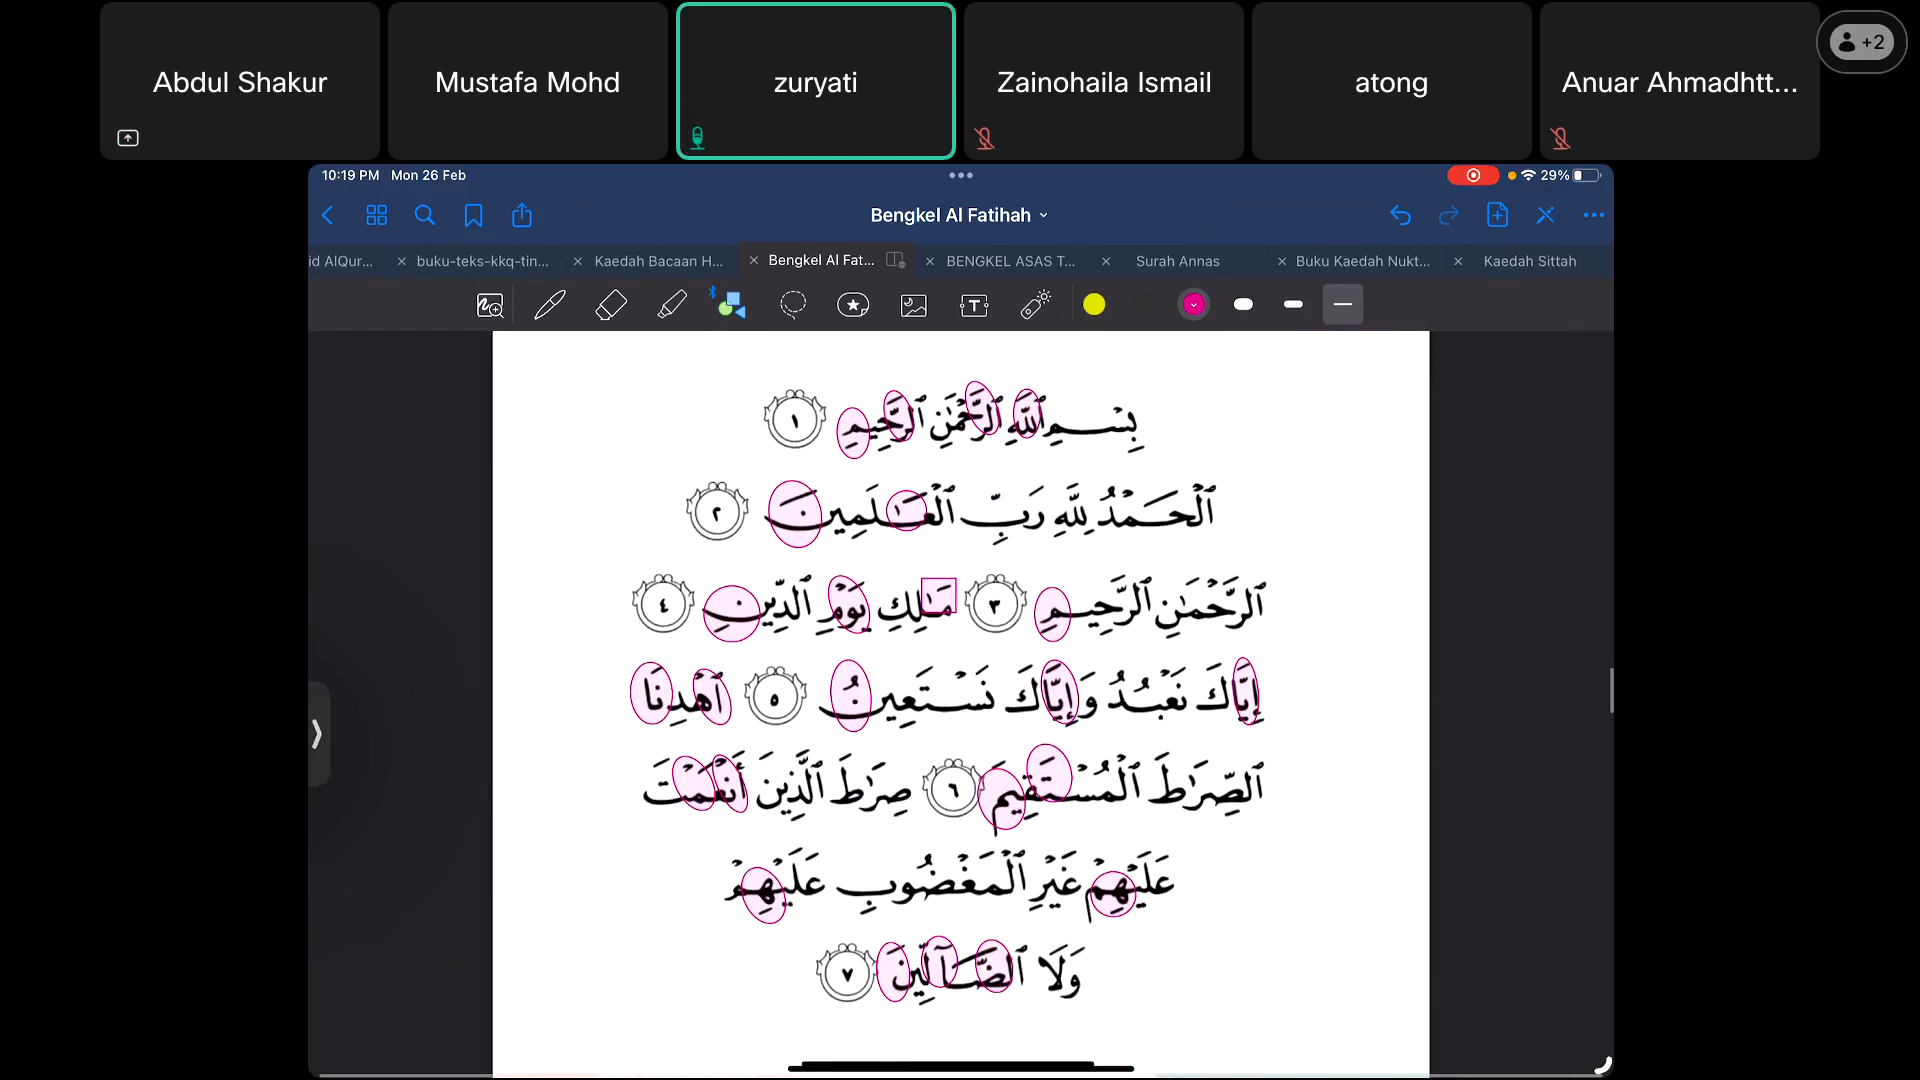 Abdul Shakur
Mustafa Mohd
zuryati
Zainohaila Ismail
atong
Anuar Ahmadhtt...
+2
10:19 PM Mon 26 Feb
29%
Bengkel Al Fatihah
id AlQur...
buku-teks-kkq-tin...
Kaedah Bacaan H...
Bengkel Al Fat...
BENGKEL ASAS T...
Surah Annas
Buku Kaedah Nukt...
Kaedah Sittah
بِسْمِ ٱللَّهِ ٱلرَّحْمَٰنِ ٱلرَّحِيمِ ١
ٱلْحَمْدُ لِلَّهِ رَبِّ ٱلْعَٰلَمِينَ ٢
ٱلرَّحْمَٰنِ ٱلرَّحِيمِ ٣ مَٰلِكِ يَوْمِ ٱلدِّينِ ٤
إِيَّاكَ نَعْبُدُ وَإِيَّاكَ نَسْتَعِينُ ٥ ٱهْدِنَا
ٱلصِّرَٰطَ ٱلْمُسْتَقِيمَ ٦ صِرَٰطَ ٱلَّذِينَ أَنْعَمْتَ
عَلَيْهِمْ غَيْرِ ٱلْمَغْضُوبِ عَلَيْهِمْ
وَلَا ٱلضَّآلِّينَ ٧